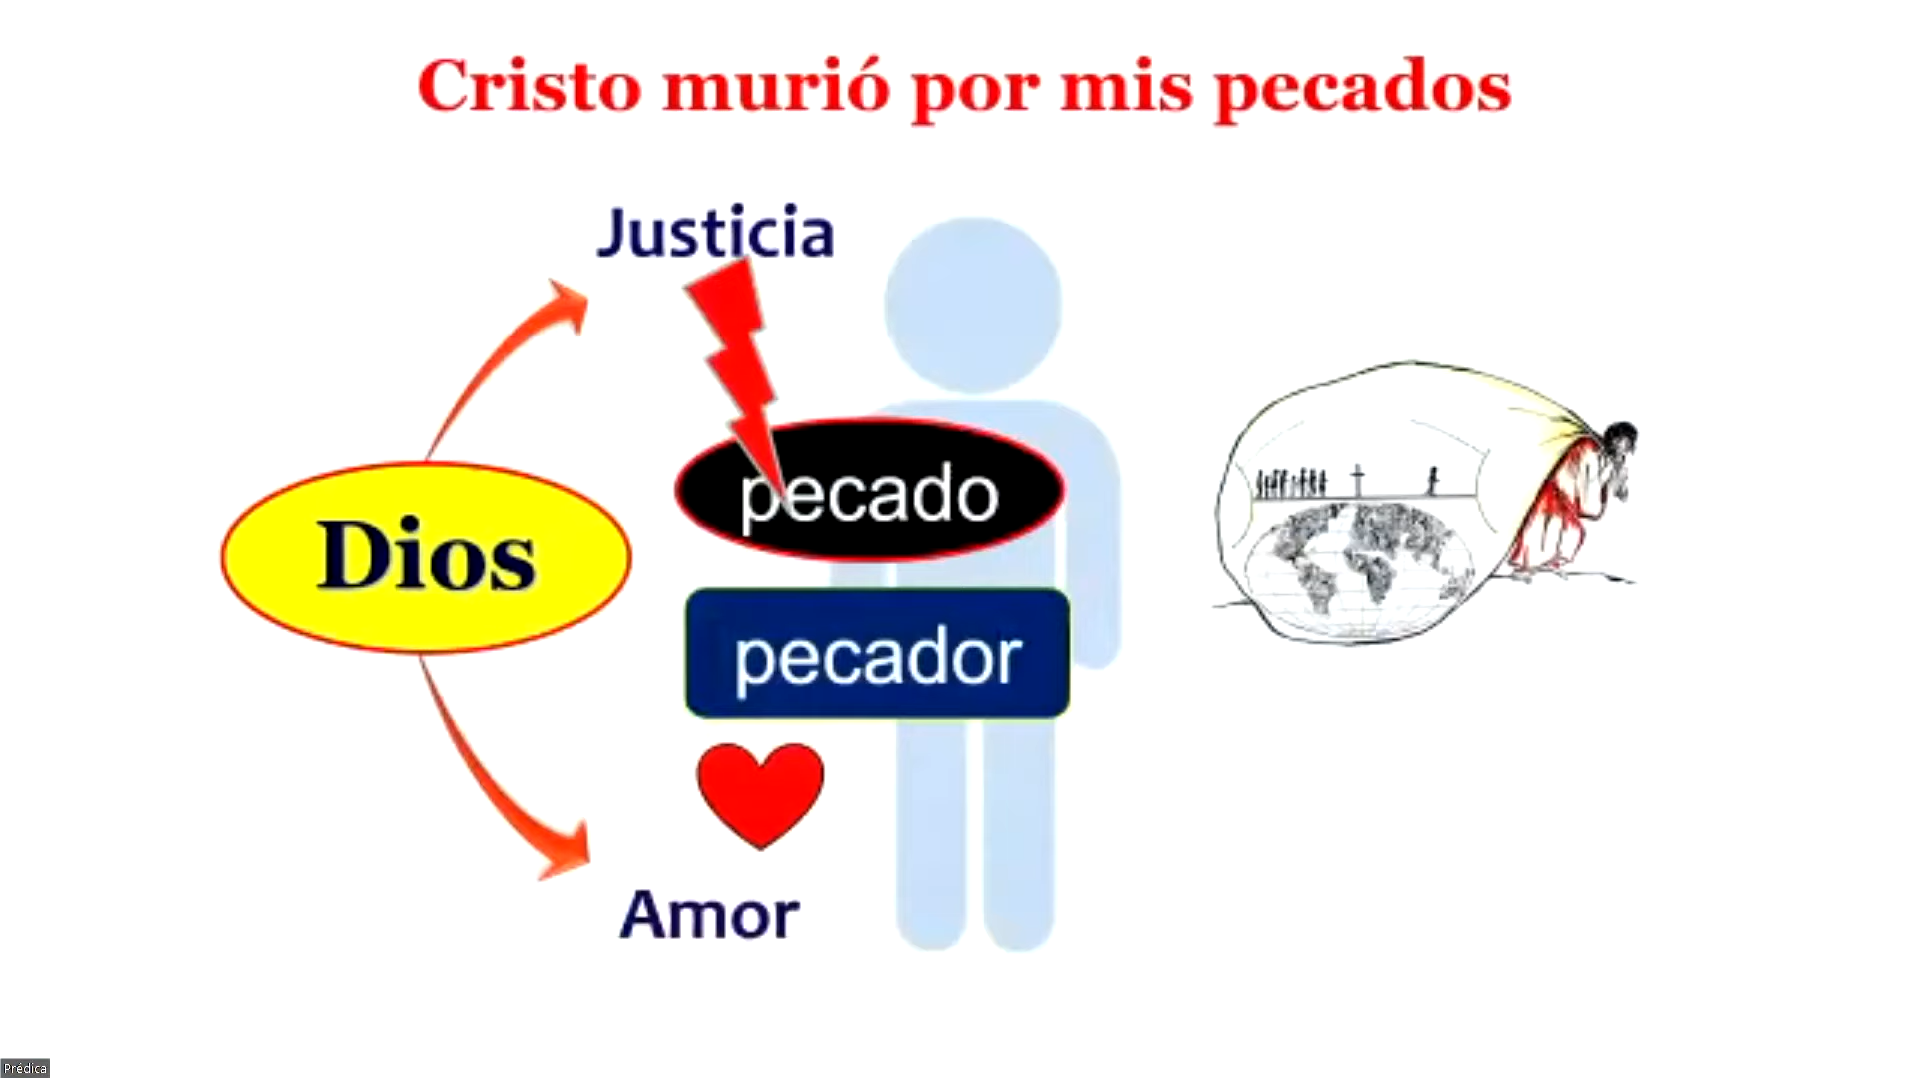 Cristo murió por mis pecados
Justicia
pecado
Dios
pecador
Amor
Prédica